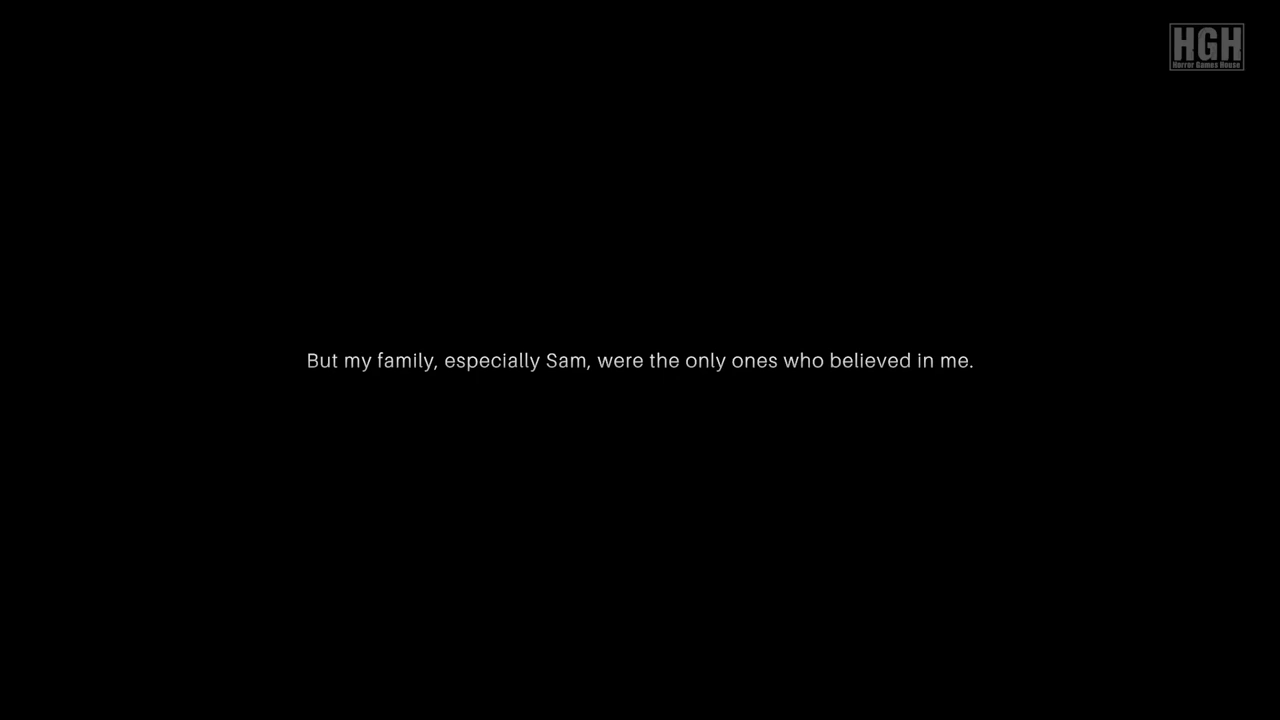 HGH
Horror Games House
But my family, especially Sam, were the only ones who believed in me.